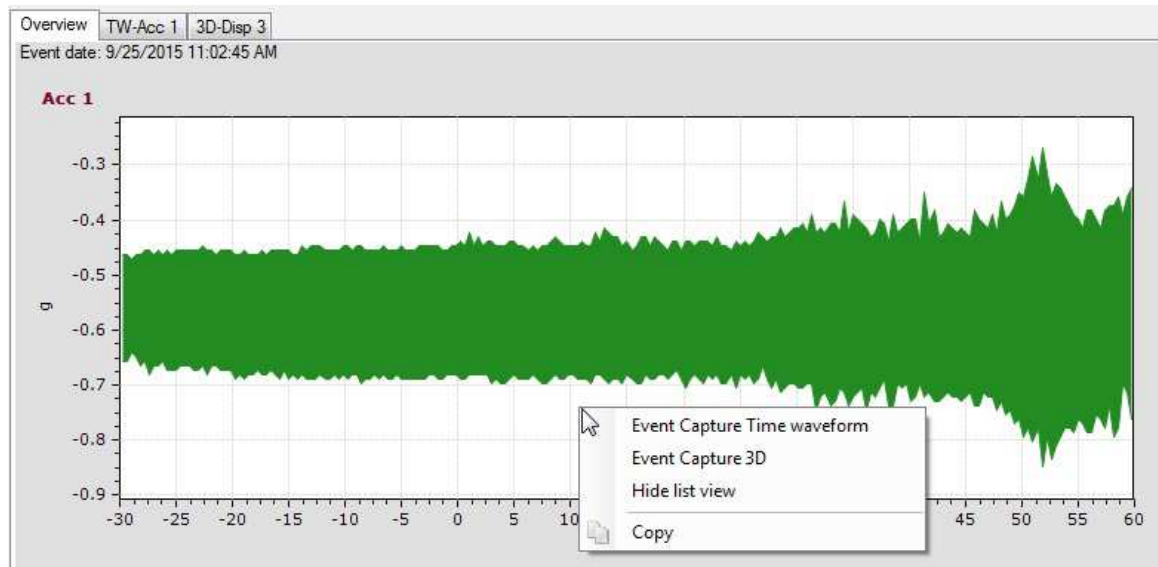 Overview TW-Acc 1 3D-Disp 3
Event date: 9/25/2015 11:02:45 AM
Acc 1
-0.3
-0.4
-0.5
g
-0.6
-0.7
-0.8
-0.9
Event Capture Time waveform
Event Capture 3D
Hide list view
Copy
-30 -25 -20 -15 -10 -5 0 5 10 45 50 55 60